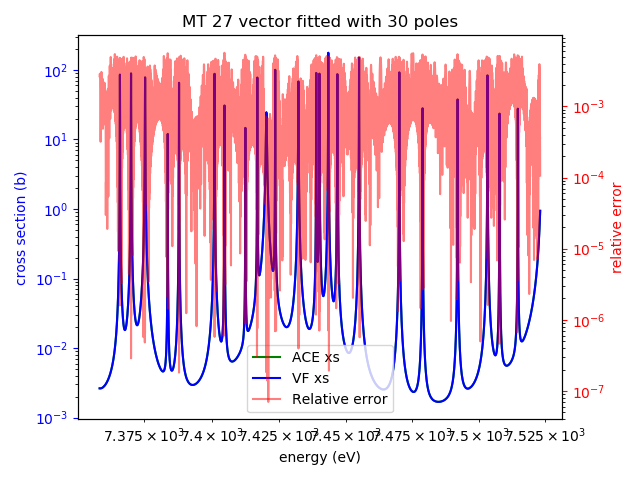 MT 27 vector fitted with 30 poles
10²
10¹
10⁰
10⁻¹
10⁻²
10⁻³
cross section (b)
10⁻³
10⁻⁴
10⁻⁵
10⁻⁶
10⁻⁷
relative error
ACE xs
VF xs
Relative error
7.375 × 10³ 7.4 × 10³ 7.425 × 10³ 7.45 × 10³ 7.475 × 10³ 7.5 × 10³ 7.525 × 10³
energy (eV)